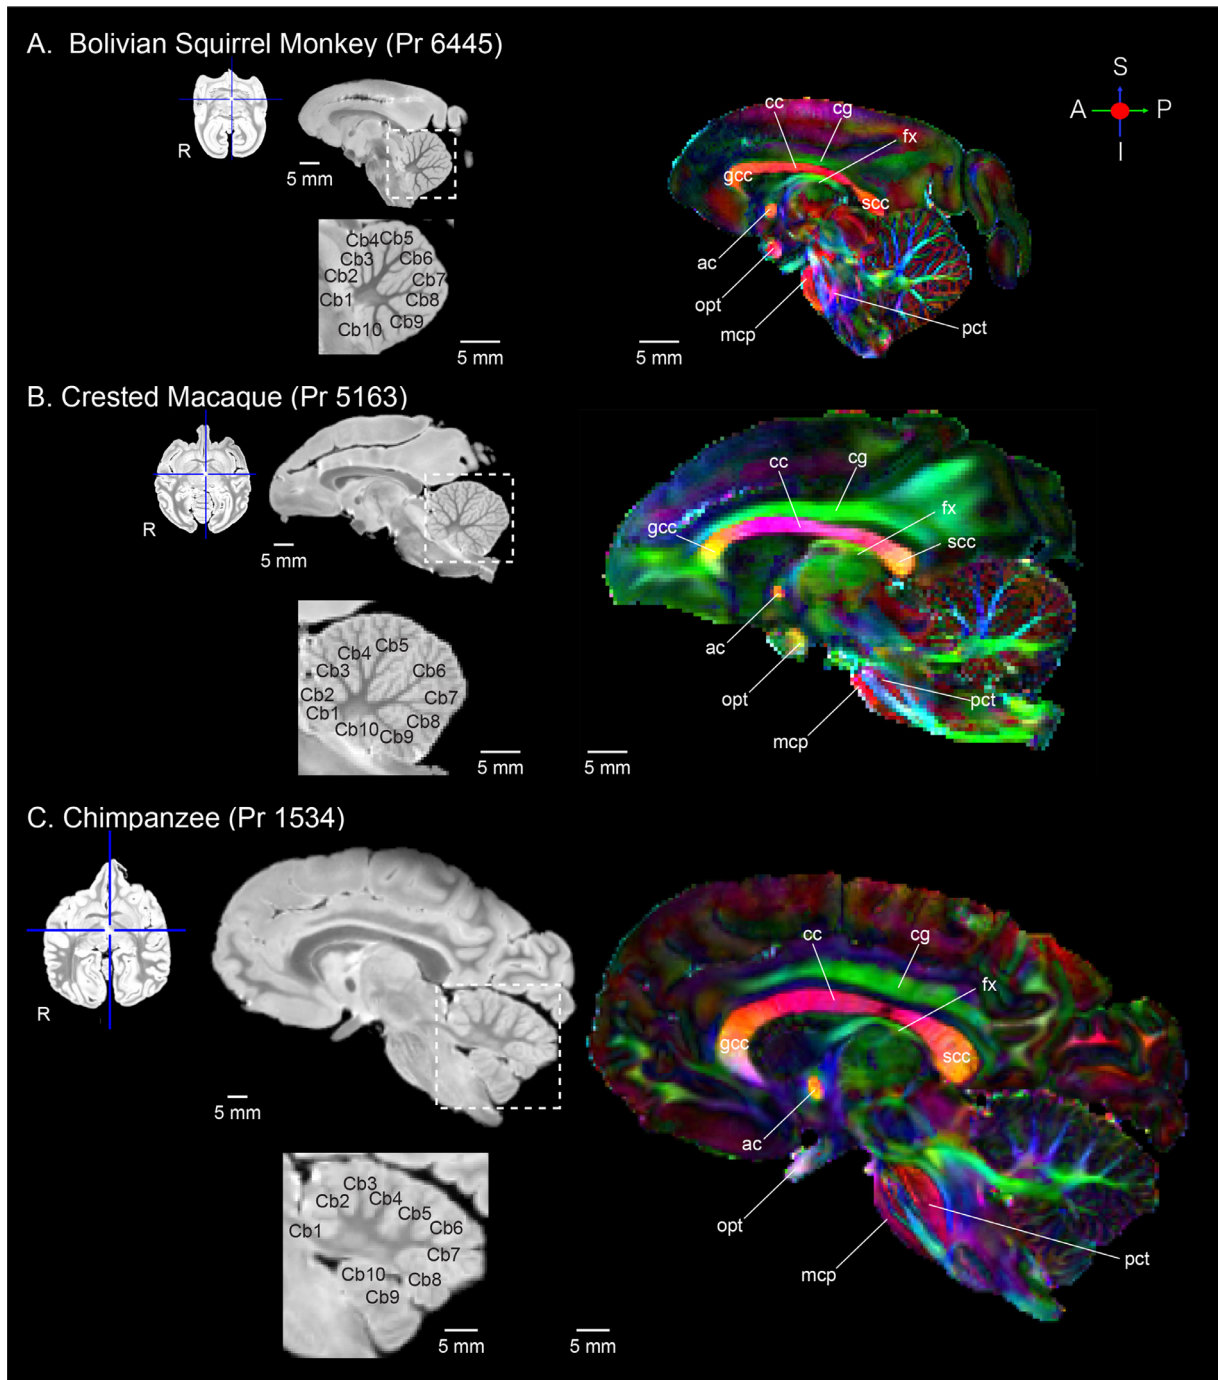 A. Bolivian Squirrel Monkey (Pr 6445)
S
A P
I
R
5 mm
cc cg fx
gcc scc
ac
opt
mcp
pct
5 mm
Cb4 Cb5
Cb3 Cb6
Cb2 Cb7
Cb1 Cb8
Cb10 Cb9
5 mm
B. Crested Macaque (Pr 5163)
R
5 mm
cc cg
fx
gcc scc
ac
opt
pct
mcp
5 mm
Cb4 Cb5
Cb3 Cb6
Cb2 Cb7
Cb1 Cb8
Cb10 Cb9
5 mm
C. Chimpanzee (Pr 1534)
R
5 mm
cc cg
fx
gcc scc
ac
opt
mcp pct
5 mm
Cb3
Cb2 Cb4
Cb5
Cb1 Cb6
Cb7
Cb10 Cb8
Cb9
5 mm